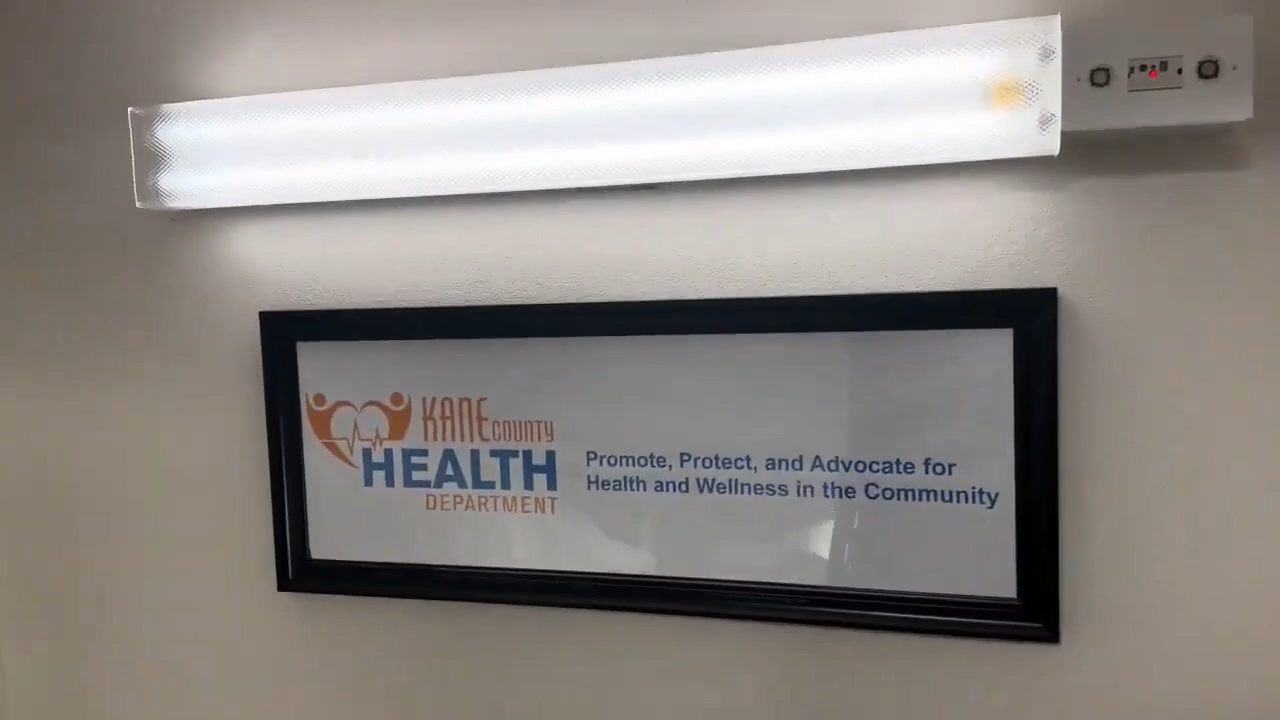 KANE COUNTY
HEALTH
DEPARTMENT
Promote, Protect, and Advocate for
Health and Wellness in the Community